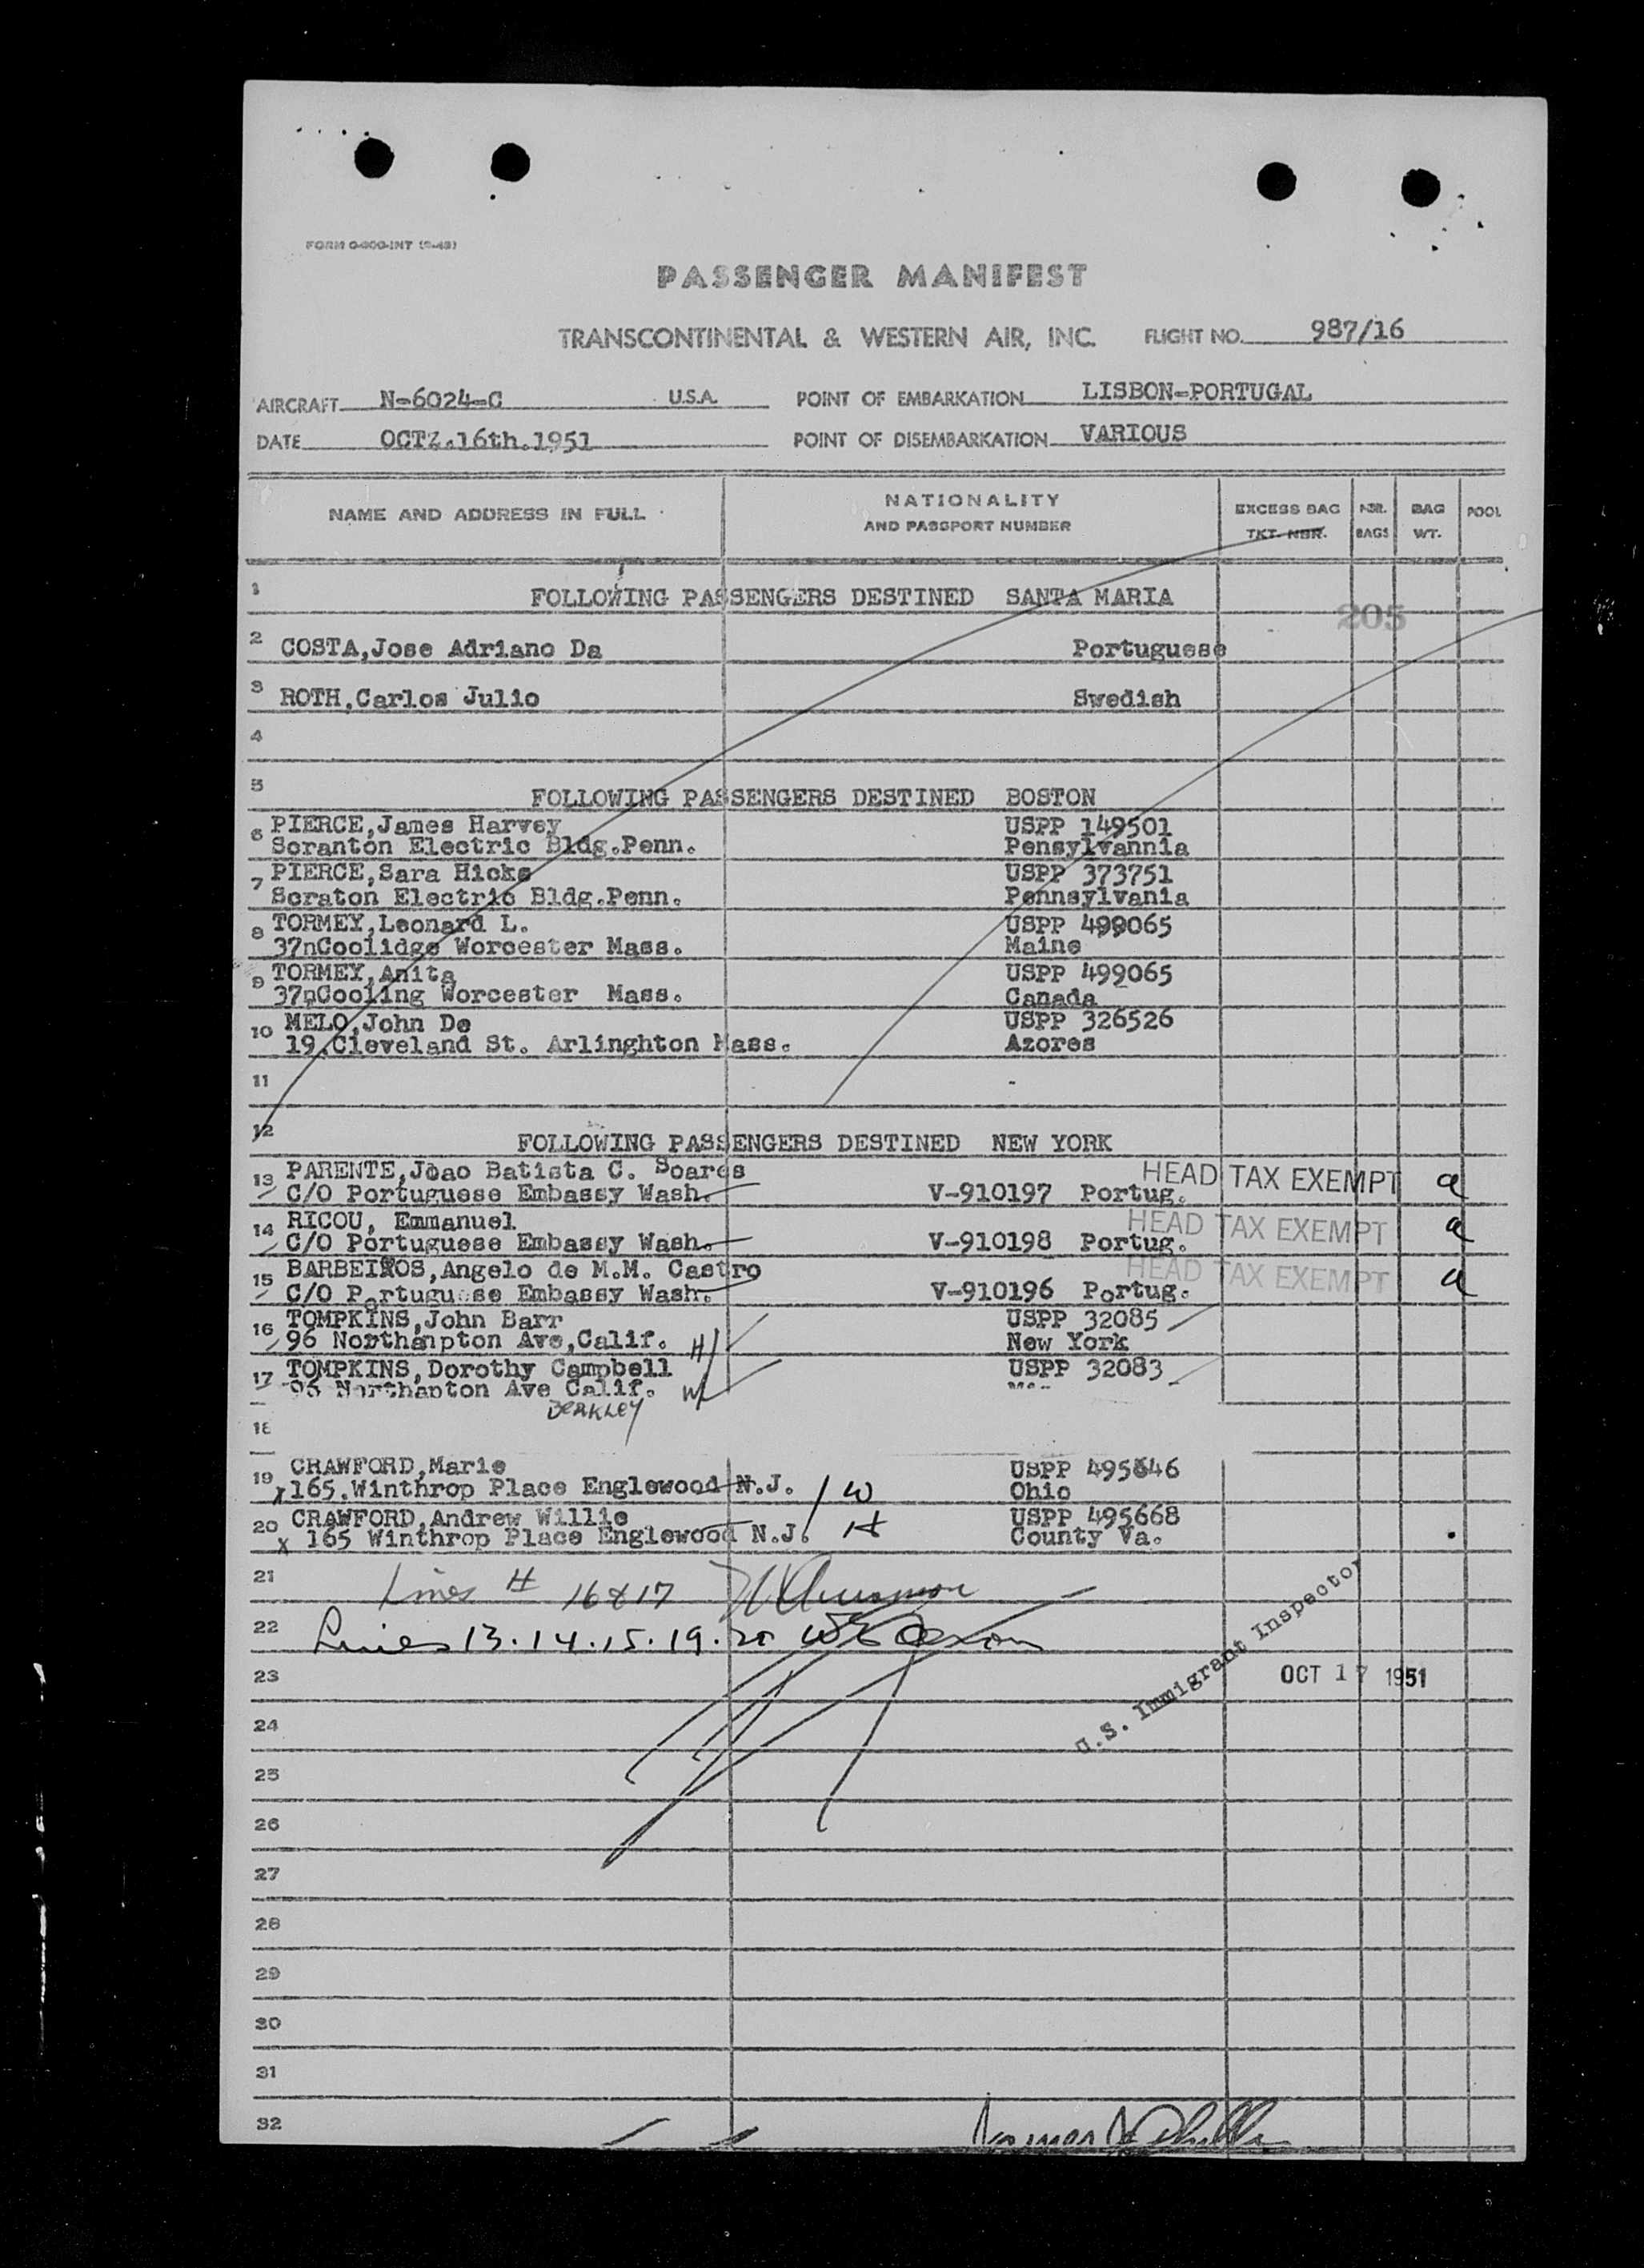 FORM O-600-INT
PASSENGER MANIFEST
TRANSCONTINENTAL & WESTERN AIR, INC. FLIGHT NO. 987/16
AIRCRAFT N-6024-C U.S.A. POINT OF EMBARKATION LISBON-PORTUGAL
DATE OCT.16th.1951 POINT OF DISEMBARKATION VARIOUS
NAME AND ADDRESS IN FULL NATIONALITY AND PASSPORT NUMBER EXCESS BAG TKT. NBR. NBR. BAGS BAG WT. POOL
1 FOLLOWING PASSENGERS DESTINED SANTA MARIA
205
2 COSTA,Jose Adriano Da Portuguese
3 ROTH,Carlos Julio Swedish
4
5 FOLLOWING PASSENGERS DESTINED BOSTON
6 PIERCE,James Harvey USPP 149501
Scranton Electric Bldg.Penn. Pensylvannia
7 PIERCE,Sara Hicks USPP 373751
Scraton Electric Bldg.Penn. Pennsylvania
8 TORMEY,Leonard L. USPP 499065
37nCoolidge Worcester Mass. Maine
9 TORMEY,Anita USPP 499065
37nCooling Worcester Mass. Canada
10 MELO,John De USPP 326526
19.Cleveland St. Arlinghton Mass. Azores
11
12 FOLLOWING PASSENGERS DESTINED NEW YORK
13 PARENTE,Joao Batista C. Soares HEAD TAX EXEMPT a
C/O Portuguese Embassy Wash. V-910197 Portug.
14 RICOU, Emmanuel HEAD TAX EXEMPT a
C/O Portuguese Embassy Wash. V-910198 Portug.
15 BARBEIROS,Angelo de M.M. Castro HEAD TAX EXEMPT a
C/O Portuguese Embassy Wash. V-910196 Portug.
16 TOMPKINS,John Barr USPP 32085
96 Northanpton Ave,Calif. H New York
17 TOMPKINS,Dorothy Campbell USPP 32083
96 Northanton Ave Calif. W
Berkley
18
19 CRAWFORD,Marie USPP 495646
x 165.Winthrop Place Englewood N.J. W Ohio
20 CRAWFORD,Andrew Willie USPP 495668
x 165 Winthrop Place Englewood N.J. H County Va.
21 Lines # 16 & 17
22 Lines 13.14.15.19.20
U.S. Immigrant Inspector
23 OCT 17 1951
24
25
26
27
28
29
30
31
32